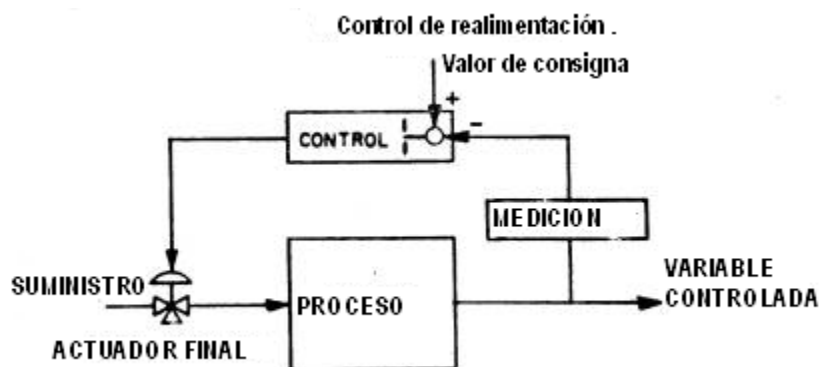 Control de realimentación .
Valor de consigna
+
CONTROL
-
MEDICION
SUMINISTRO
PROCESO
VARIABLE
CONTROLADA
ACTUADOR FINAL